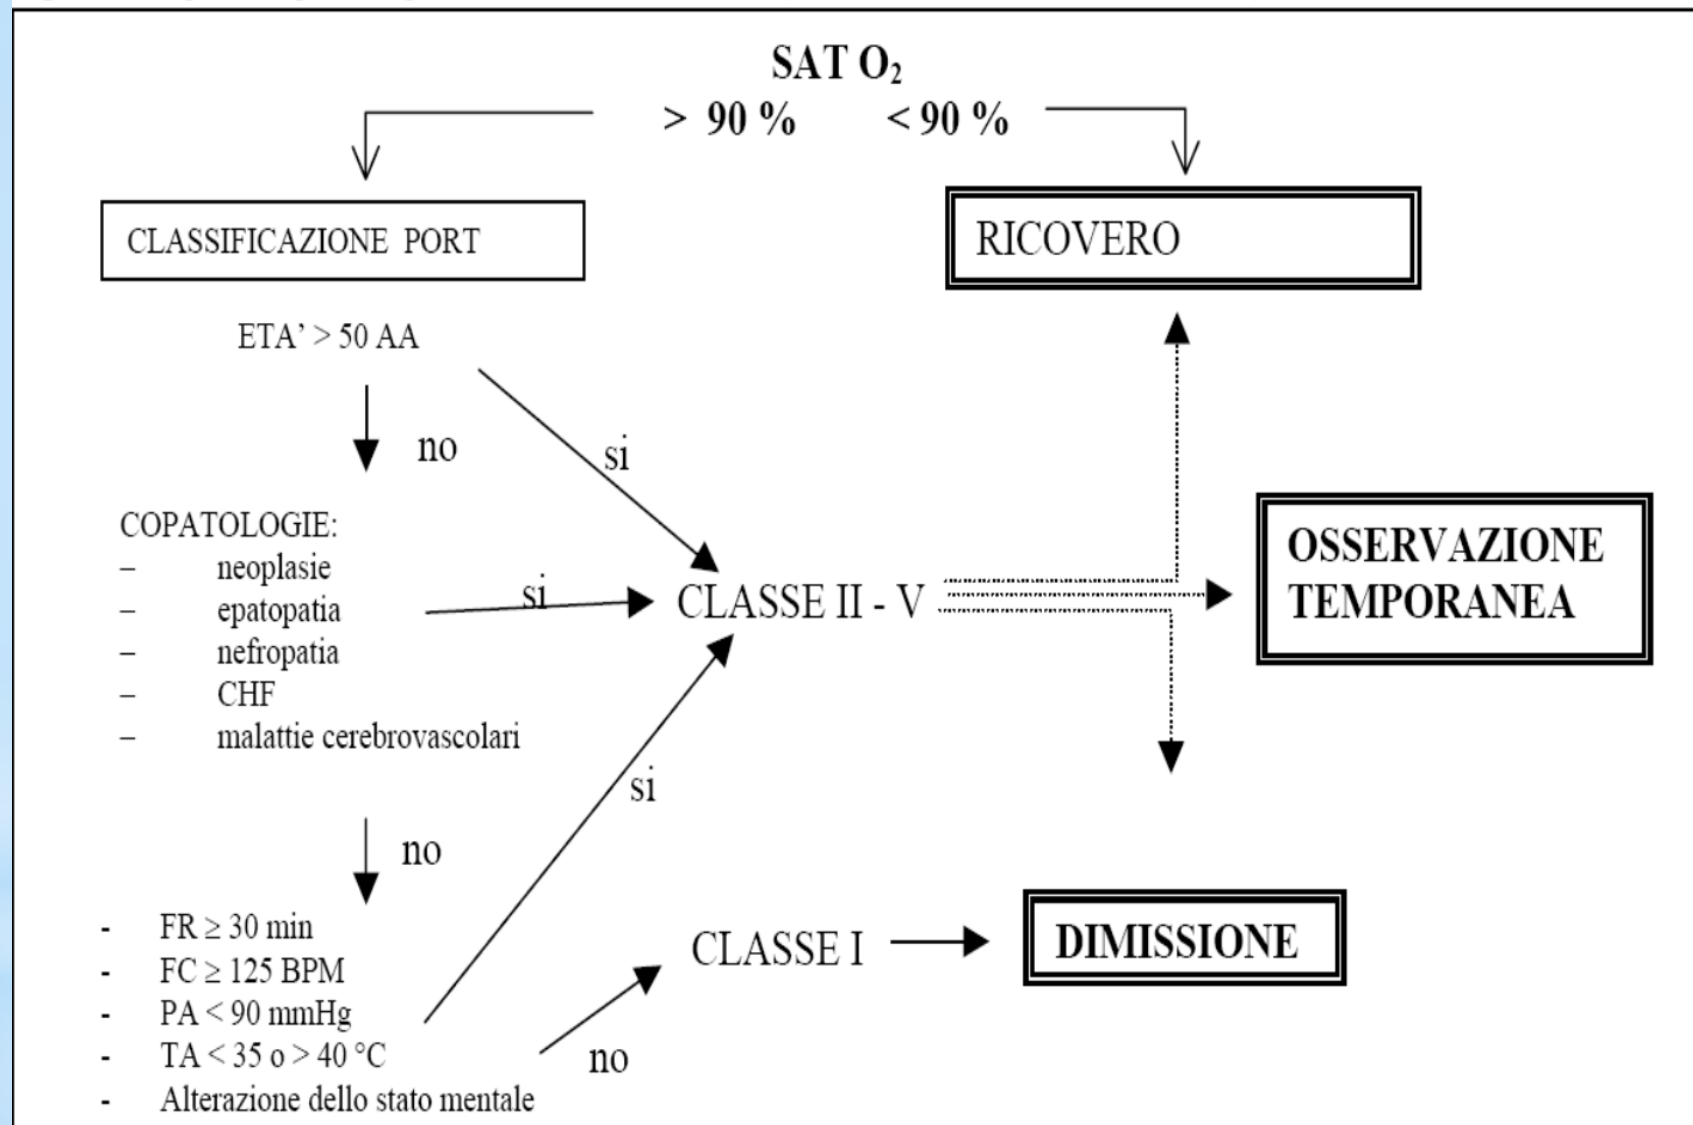 SAT O₂
> 90 % < 90 %
CLASSIFICAZIONE PORT
RICOVERO
ETA' > 50 AA
no
si
COPATOLOGIE:
– neoplasie
– epatopatia
– nefropatia
– CHF
– malattie cerebrovascolari
si
CLASSE II - V
OSSERVAZIONE
TEMPORANEA
si
no
- FR ≥ 30 min
- FC ≥ 125 BPM
- PA < 90 mmHg
- TA < 35 o > 40 °C
- Alterazione dello stato mentale
no
CLASSE I
DIMISSIONE